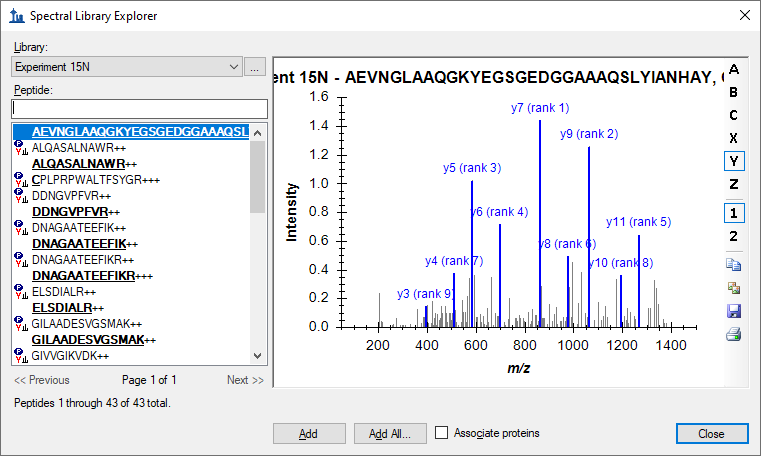 Spectral Library Explorer
Library:
Experiment 15N
...
Peptide:
AEVNGLAAQGKYEGSGEDGGAAAQSL
ALQASALNAWR++
ALQASALNAWR++
CPLPRPWALTFSYGR+++
DDNGVPFVR++
DDNGVPFVR++
DNAGAATEEFIK++
DNAGAATEEFIK++
DNAGAATEEFIKR++
DNAGAATEEFIKR+++
ELSDIALR++
ELSDIALR++
GILAADESVGSMAK++
GILAADESVGSMAK++
GIVVGIKVDK++
<< Previous Page 1 of 1 Next >>
Peptides 1 through 43 of 43 total.
ent 15N - AEVNGLAAQGKYEGSGEDGGAAAQSLYIANHAY,
Intensity
1.6
1.4
1.2
1.0
0.8
0.6
0.4
0.2
0.0
y7 (rank 1)
y9 (rank 2)
y5 (rank 3)
y6 (rank 4)
y11 (rank 5)
y8 (rank 6)
y4 (rank 7)
y10 (rank 8)
y3 (rank 9)
200 400 600 800 1000 1200 1400
m/z
A
B
C
X
Y
Z
1
2
Add
Add All...
Associate proteins
Close